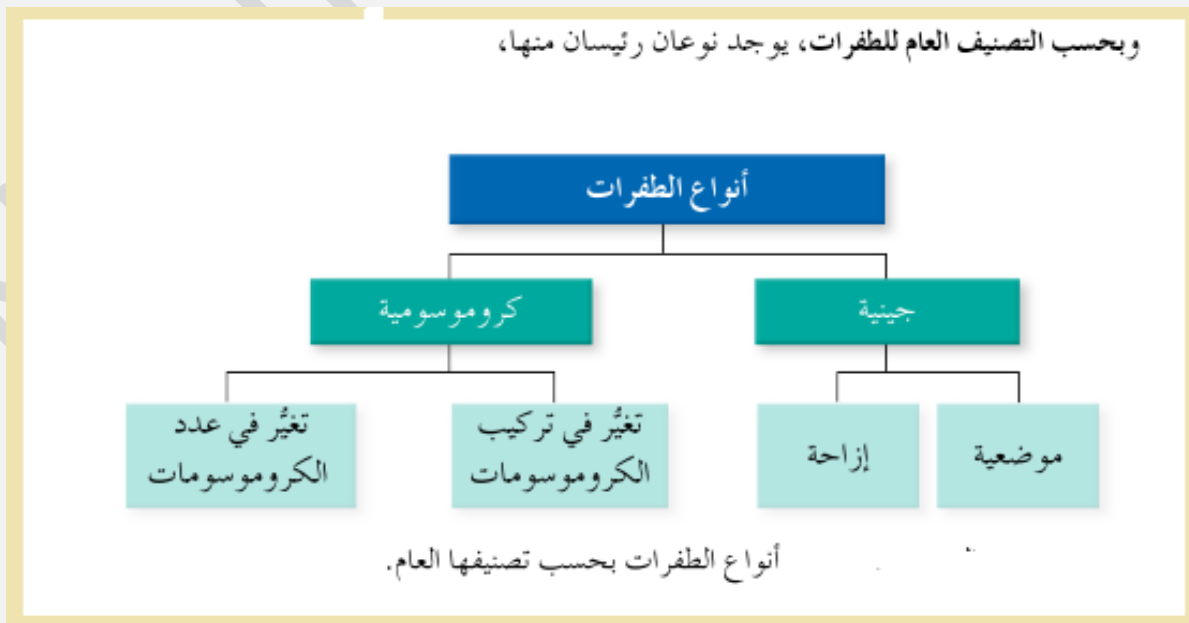 وبحسب التصنيف العام للطفرات، يوجد نوعان رئيسان منها،
أنواع الطفرات
جينية
كروموسومية
موضعية
إزاحة
تغيُّر في تركيب
الكروموسومات
تغيُّر في عدد
الكروموسومات
أنواع الطفرات بحسب تصنيفها العام.